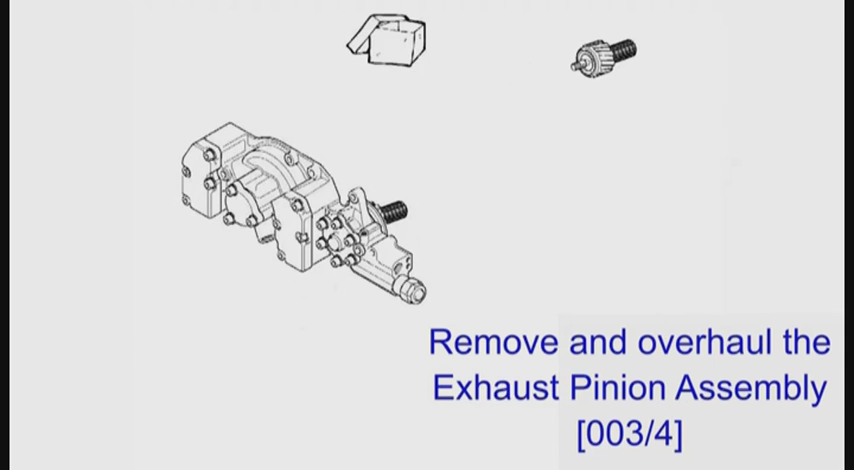 Remove and overhaul the
Exhaust Pinion Assembly
[003/4]